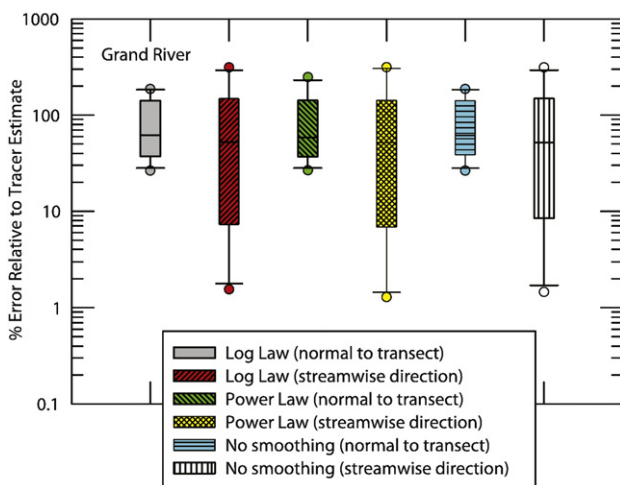 1000
Grand River
100
10
1
0.1
% Error Relative to Tracer Estimate
Log Law (normal to transect)
Log Law (streamwise direction)
Power Law (normal to transect)
Power Law (streamwise direction)
No smoothing (normal to transect)
No smoothing (streamwise direction)